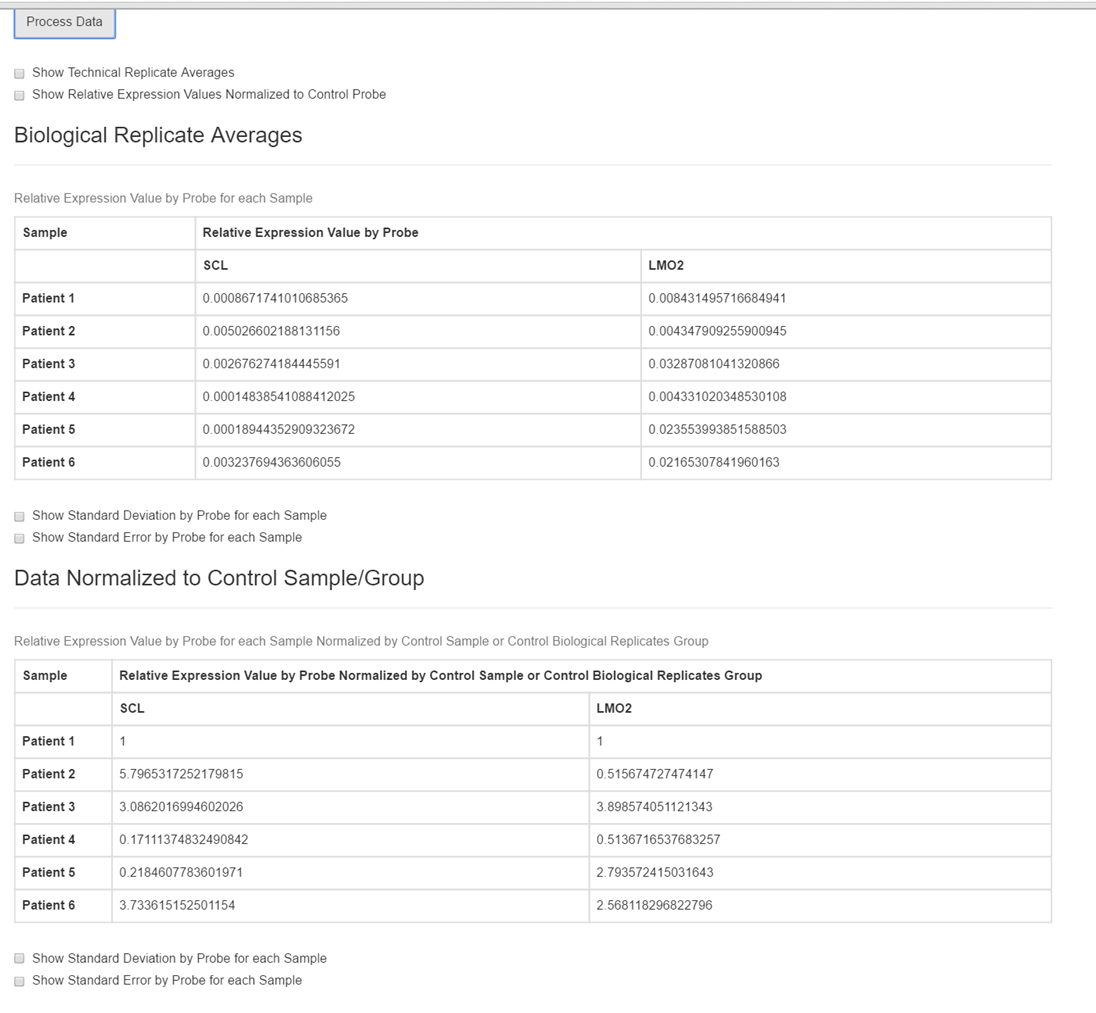 Process Data
Show Technical Replicate Averages
Show Relative Expression Values Normalized to Control Probe
Biological Replicate Averages
Relative Expression Value by Probe for each Sample
Sample Relative Expression Value by Probe
SCL LMO2
Patient 1 0.0008671741010685365 0.008431495716684941
Patient 2 0.005026602188131156 0.004347909255900945
Patient 3 0.002676274184445591 0.03287081041320866
Patient 4 0.00014838541088412025 0.004331020348530108
Patient 5 0.00018944352909323672 0.023553993851588503
Patient 6 0.003237694363606055 0.02165307841960163
Show Standard Deviation by Probe for each Sample
Show Standard Error by Probe for each Sample
Data Normalized to Control Sample/Group
Relative Expression Value by Probe for each Sample Normalized by Control Sample or Control Biological Replicates Group
Sample Relative Expression Value by Probe Normalized by Control Sample or Control Biological Replicates Group
SCL LMO2
Patient 1 1 1
Patient 2 5.7965317252179815 0.515674727474147
Patient 3 3.0862016994602026 3.898574051121343
Patient 4 0.17111374832490842 0.5136716537683257
Patient 5 0.2184607783601971 2.793572415031643
Patient 6 3.733615152501154 2.568118296822796
Show Standard Deviation by Probe for each Sample
Show Standard Error by Probe for each Sample